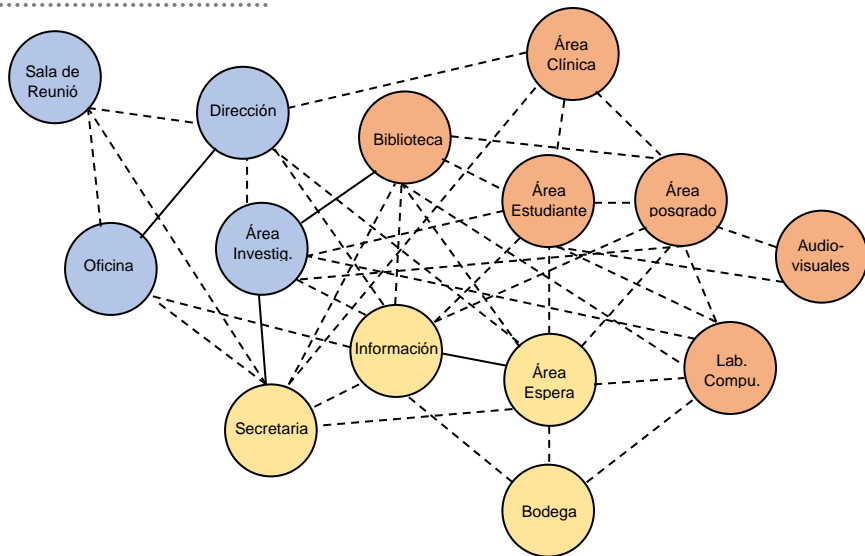 Sala de
Reunió
Dirección
Área
Clínica
Biblioteca
Área
Estudiante
Área
posgrado
Oficina
Área
Investig.
Audio-
visuales
Información
Área
Espera
Lab.
Compu.
Secretaria
Bodega